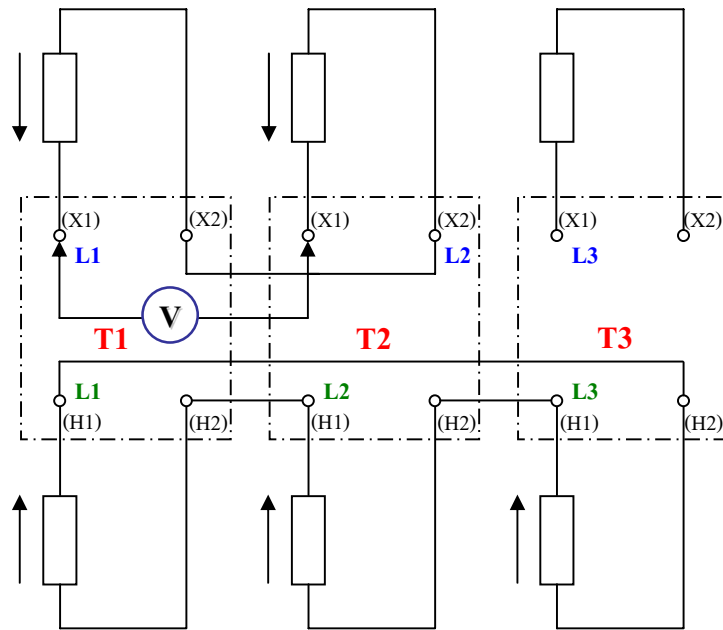 (X1) (X2) (X1) (X2) (X1) (X2)
L1 L2 L3
V
T1 T2 T3
L1 L2 L3
(H1) (H2) (H1) (H2) (H1) (H2)